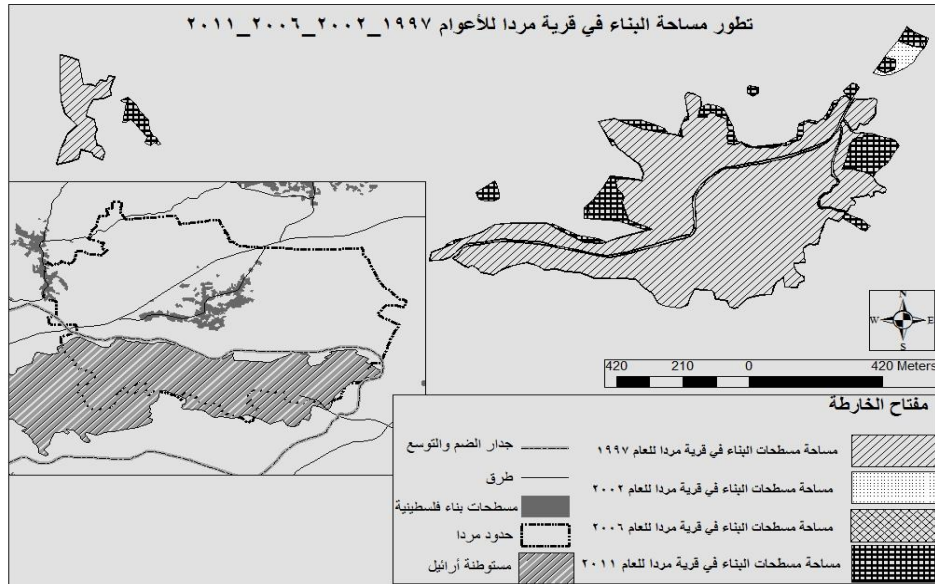 تطور مساحة البناء في قرية مردا للأعوام ١٩٩٧_٢٠٠٢_٢٠٠٦_٢٠١١
N
W E
S
420 210 0 420 Meters
مفتاح الخارطة
مساحة مسطحات البناء في قرية مردا للعام ١٩٩٧
مساحة مسطحات البناء في قرية مردا للعام ٢٠٠٢
مساحة مسطحات البناء في قرية مردا للعام ٢٠٠٦
مساحة مسطحات البناء في قرية مردا للعام ٢٠١١
جدار الضم والتوسع
طرق
مسطحات بناء فلسطينية
حدود مردا
مستوطنة أرائيل